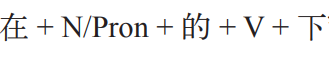 在 + N/Pron + 的 + V + 下